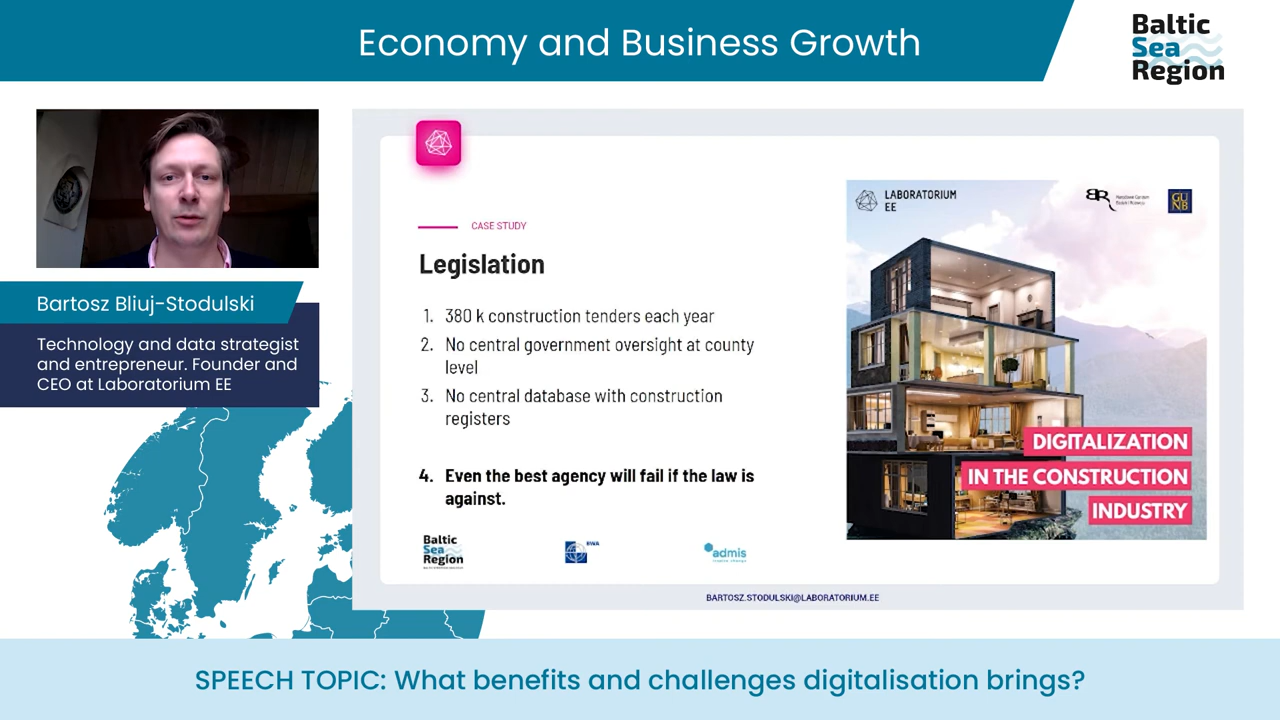 Economy and Business Growth
Baltic
Sea
Region
Bartosz Bliuj-Stodulski
Technology and data strategist
and entrepreneur. Founder and
CEO at Laboratorium EE
CASE STUDY
Legislation
1. 380 k construction tenders each year
2. No central government oversight at county
level
3. No central database with construction
registers
4. Even the best agency will fail if the law is
against.
Baltic
Sea
Region
BWA
admis
LABORATORIUM
EE
GU
NB
DIGITALIZATION
IN THE CONSTRUCTION
INDUSTRY
BARTOSZ.STODULSKI@LABORATORIUM.EE
SPEECH TOPIC: What benefits and challenges digitalisation brings?